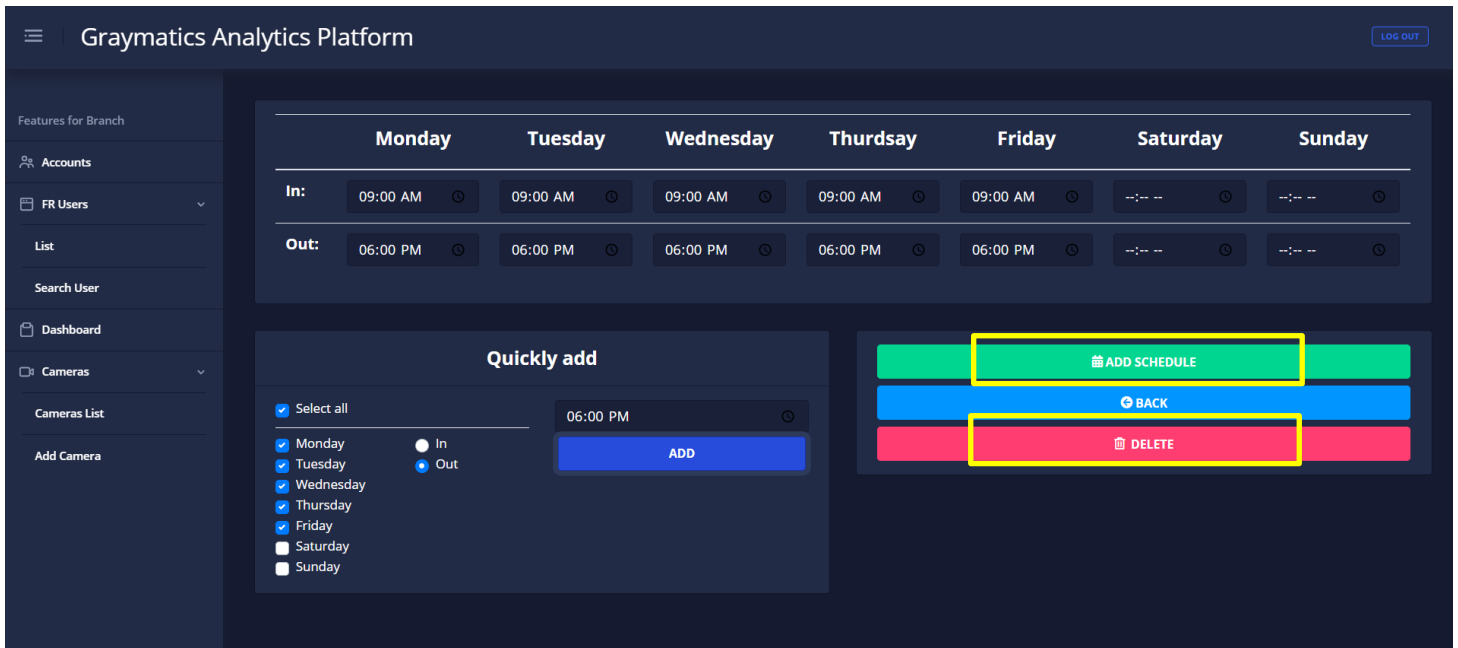 Graymatics Analytics Platform
LOG OUT
Features for Branch
Accounts
FR Users
List
Search User
Dashboard
Cameras
Cameras List
Add Camera
Monday Tuesday Wednesday Thurdsay Friday Saturday Sunday
In: 09:00 AM 09:00 AM 09:00 AM 09:00 AM 09:00 AM --:-- -- --:-- --
Out: 06:00 PM 06:00 PM 06:00 PM 06:00 PM 06:00 PM --:-- -- --:-- --
Quickly add
Select all
Monday
Tuesday
Wednesday
Thursday
Friday
Saturday
Sunday
In
Out
06:00 PM
ADD
ADD SCHEDULE
BACK
DELETE